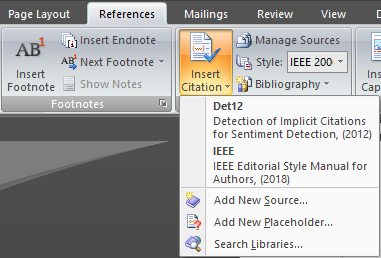 Page Layout References Mailings Review View
AB1 Insert Endnote Insert Citation Manage Sources Insert
Insert Footnote Next Footnote Style: IEEE 200
Show Notes Bibliography
Footnotes
Det12
Detection of Implicit Citations
for Sentiment Detection, (2012)
IEEE
IEEE Editorial Style Manual for
Authors, (2018)
Add New Source...
Add New Placeholder...
Search Libraries...